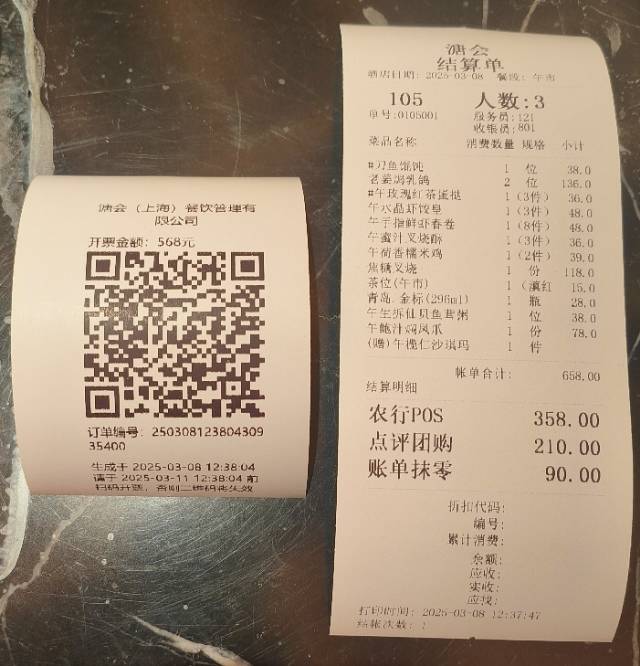 溏会（上海）餐饮管理有
限公司
开票金额：568元
订单编号：250308123804309
35400
生成于 2025-03-08 12:38:04
请于 2025-03-11 12:38:04 前
扫码开票，否则二维码将失效
溏会
结算单
酒店日期：2025-03-08 餐段：午市
105 人数:3
单号:0105001 服务员:121
收银员:801
菜品名称 消费数量 规格 小计
#刀鱼馄饨 1 位 38.0
老姜焗乳鸽 2 位 136.0
#午玫瑰红茶蛋挞 1 (3件) 36.0
午水晶虾饺皇 1 (3件) 48.0
午手指鲜虾春卷 1 (8件) 48.0
午蜜汁叉烧酥 1 (3件) 36.0
午荷香糯米鸡 1 (2件) 39.0
焦糖叉烧 1 份 118.0
茶位(午市) 1 (滇红 15.0
青岛.金标(296ml) 1 瓶 28.0
午生拆仙贝鱼茸粥 1 位 38.0
午鲍汁焖凤爪 1 份 78.0
(赠)午榄仁沙琪玛 1 件
账单合计: 658.00
结算明细
农行POS 358.00
点评团购 210.00
账单抹零 90.00
折扣代码:
编号:
累计消费:
余额:
应收:
实收:
应找:
打印时间: 2025-03-08 12:37:47
结账次数: